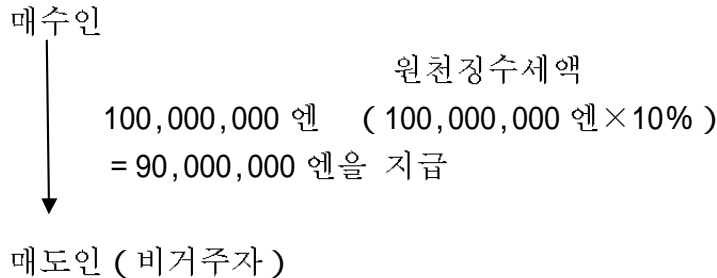 매수인
원천징수세액
100,000,000 엔 ( 100,000,000 엔×10% )
= 90,000,000 엔을 지급
매도인 ( 비거주자 )